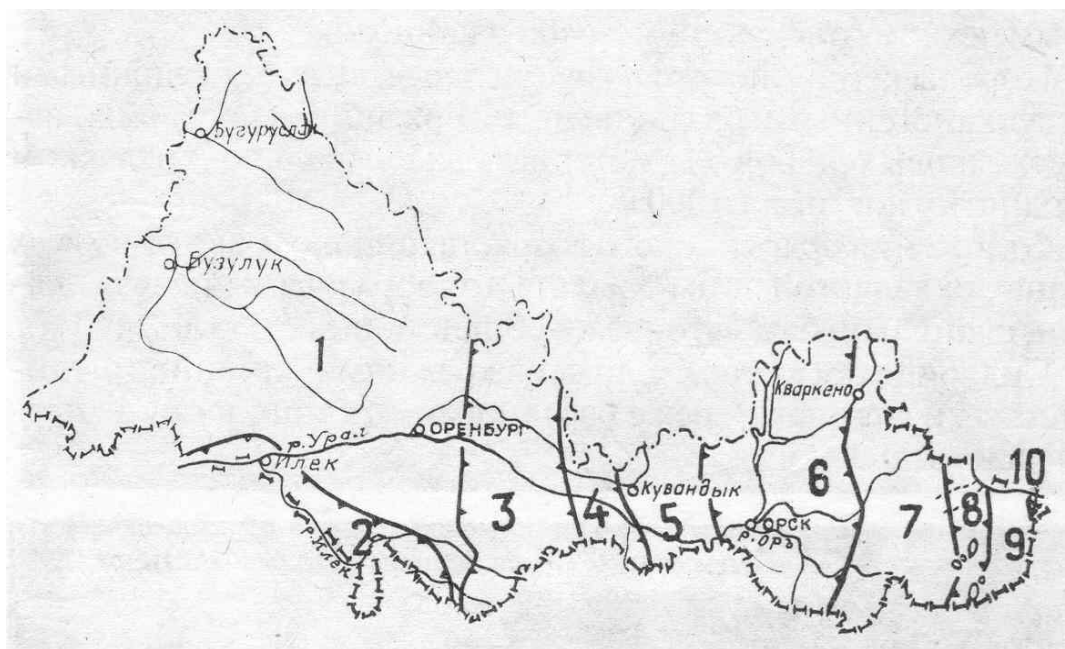 Бугуруслан
Бузулук
1
Кваркено
р. Урал
ОРЕНБУРГ
Илек
2
р. Илек
3
4
Кувандык
5
ОРСК
р. Орь
6
7
8
9
10